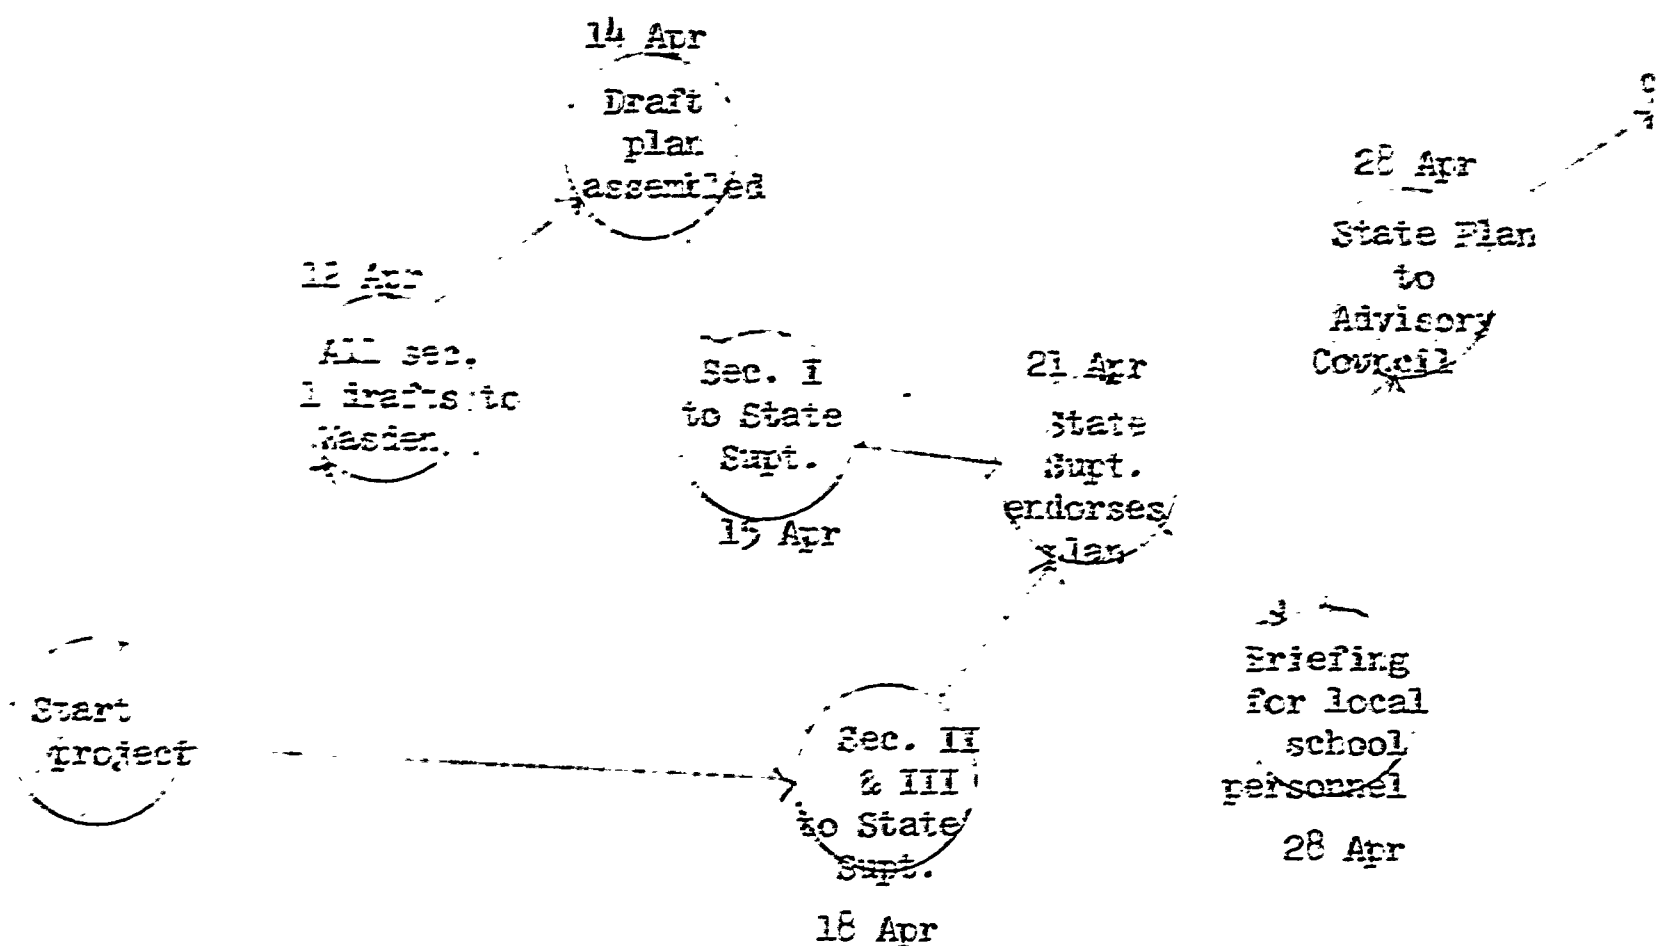 14 Apr
Draft
plan
assembled
12 Apr
All sec.
1 drafts to
Masden
Sec. I
to State
Supt.
15 Apr
21 Apr
State
Supt.
endorses
plan
28 Apr
State Plan
to
Advisory
Council
Start
project
Sec. II
& III
to State
Supt.
18 Apr
Briefing
for local
school
personnel
28 Apr